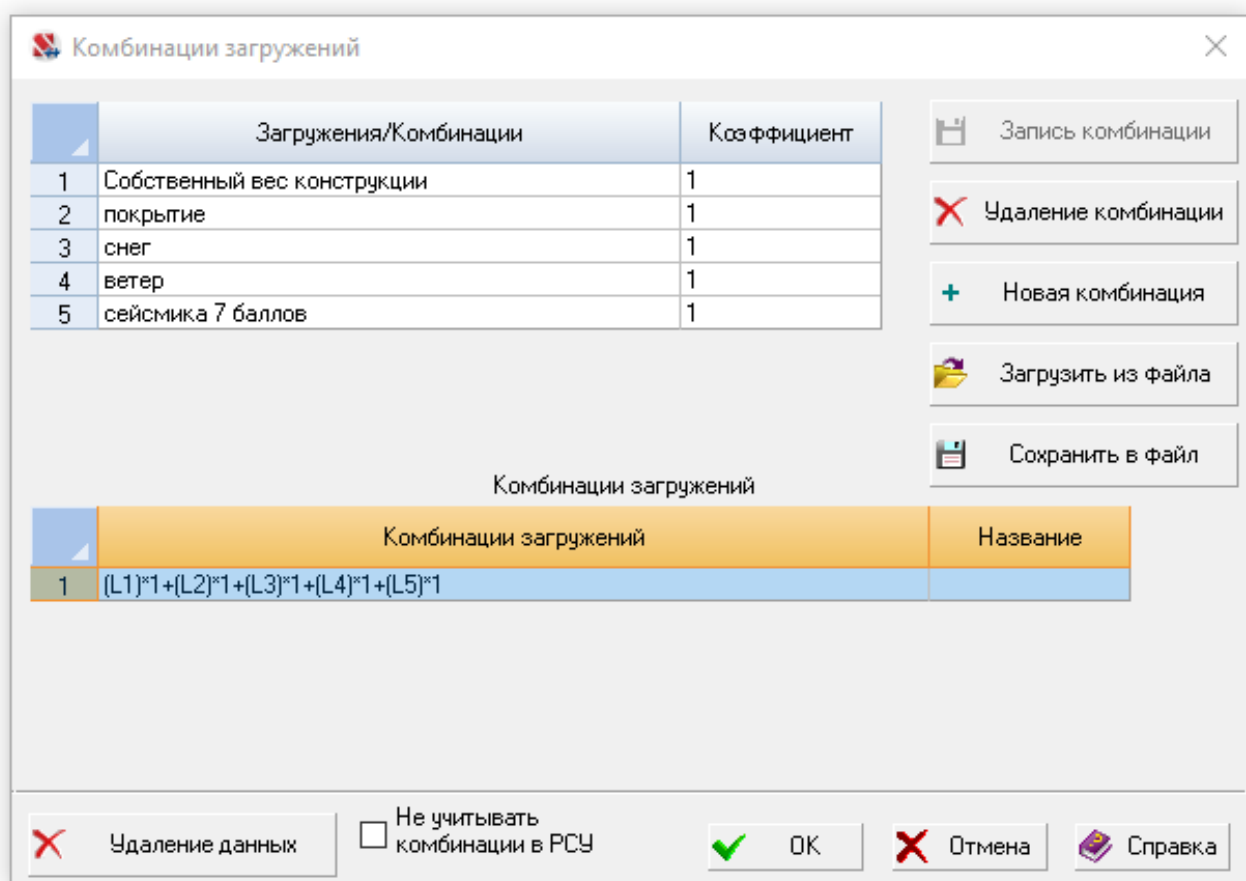 Комбинации загружений
Загружения/Комбинации Коэффициент
1 Собственный вес конструкции 1
2 покрытие 1
3 снег 1
4 ветер 1
5 сейсмика 7 баллов 1
Запись комбинации
Удаление комбинации
Новая комбинация
Загрузить из файла
Сохранить в файл
Комбинации загружений
Комбинации загружений Название
1 (L1)*1+(L2)*1+(L3)*1+(L4)*1+(L5)*1
Удаление данных
Не учитывать
комбинации в РСУ
OK
Отмена
Справка